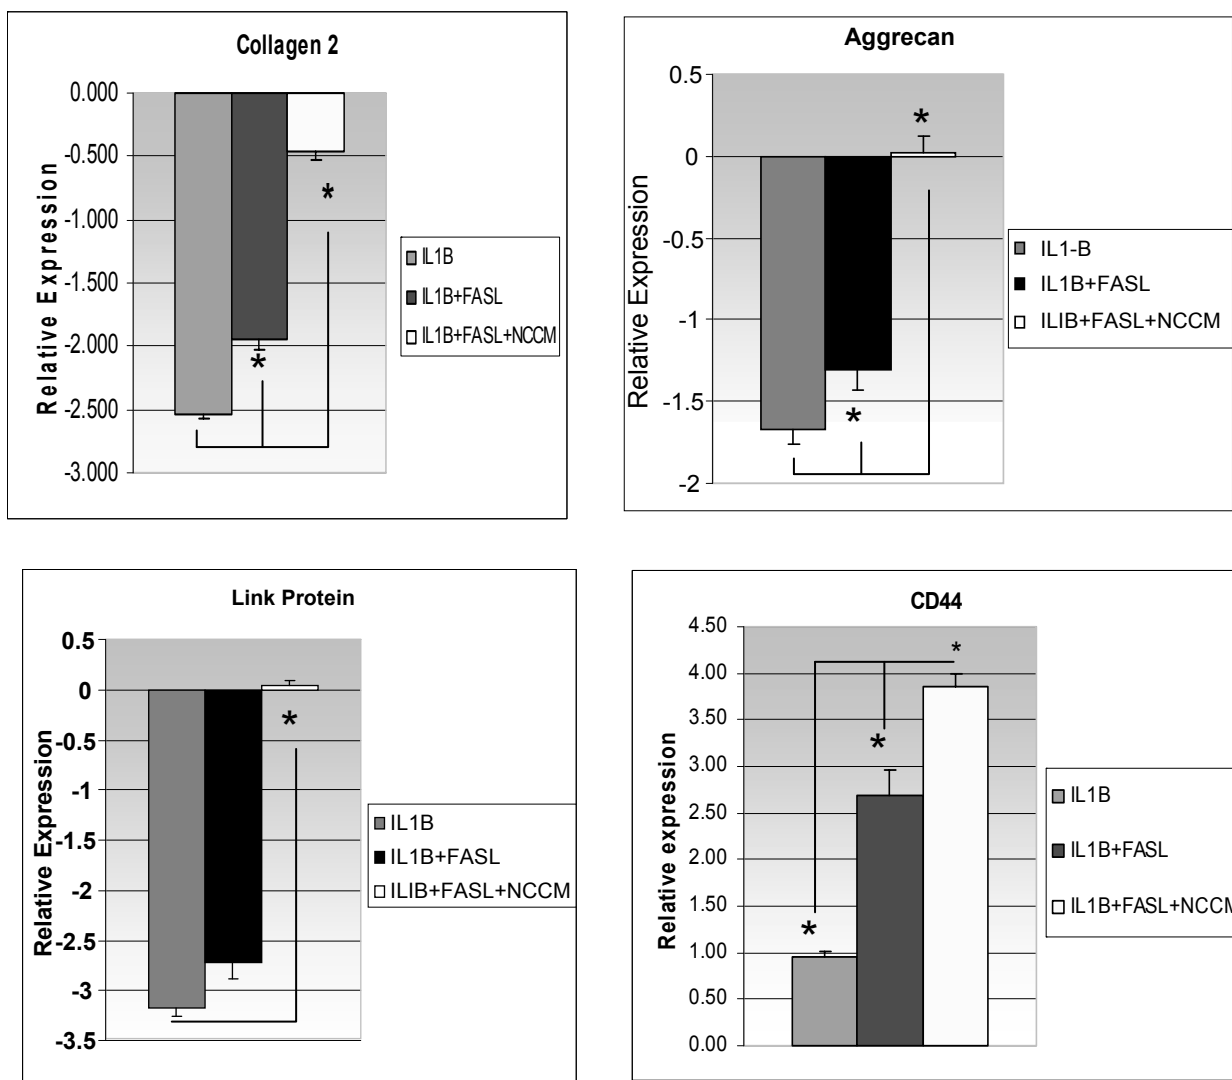 Collagen 2
0.000
-0.500
-1.000
-1.500
-2.000
-2.500
-3.000
Relative Expression
*
*
IL1B
IL1B+FASL
IL1B+FASL+NCCM
Aggrecan
0.5
0
-0.5
-1
-1.5
-2
Relative Expression
*
*
IL1-B
IL1B+FASL
ILIB+FASL+NCCM
Link Protein
0.5
0
-0.5
-1
-1.5
-2
-2.5
-3
-3.5
Relative Expression
*
IL1B
IL1B+FASL
ILIB+FASL+NCCM
CD44
4.50
4.00
3.50
3.00
2.50
2.00
1.50
1.00
0.50
0.00
Relative expression
*
*
*
IL1B
IL1B+FASL
IL1B+FASL+NCCM